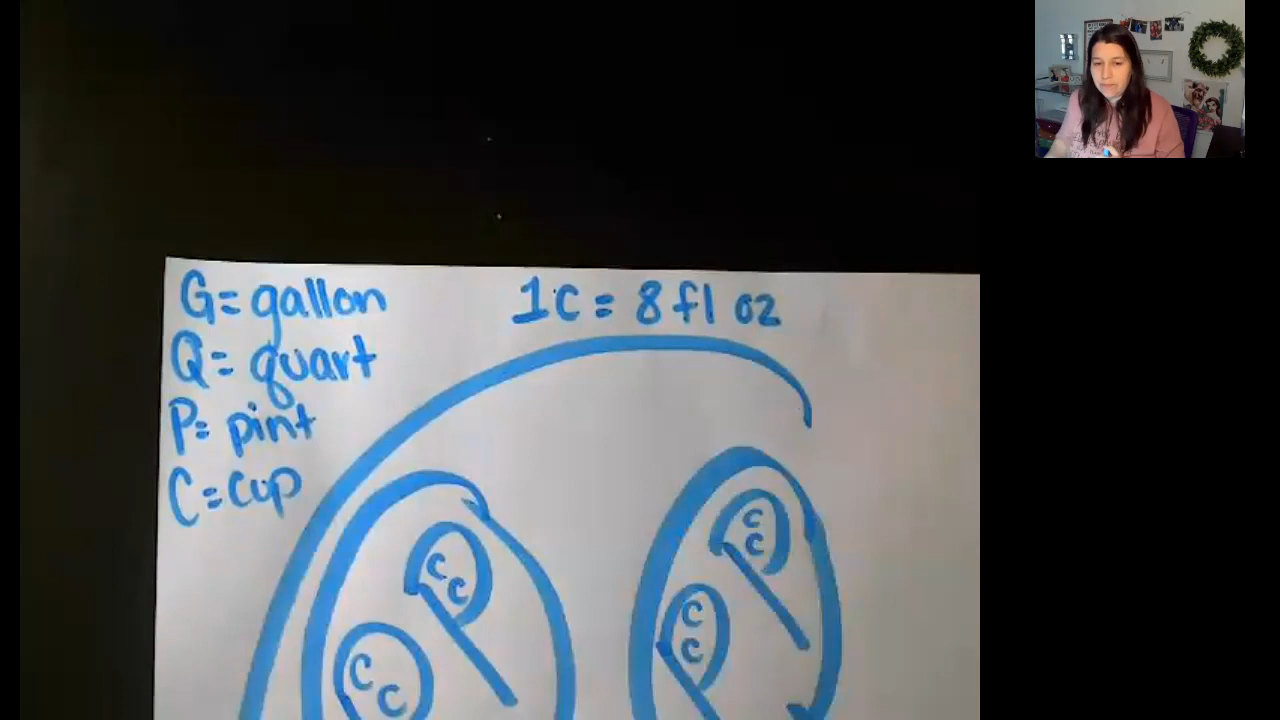 G= gallon
1C = 8 fl oz
Q= quart
P= pint
C= cup
C
C
C
C
C
C
C
C